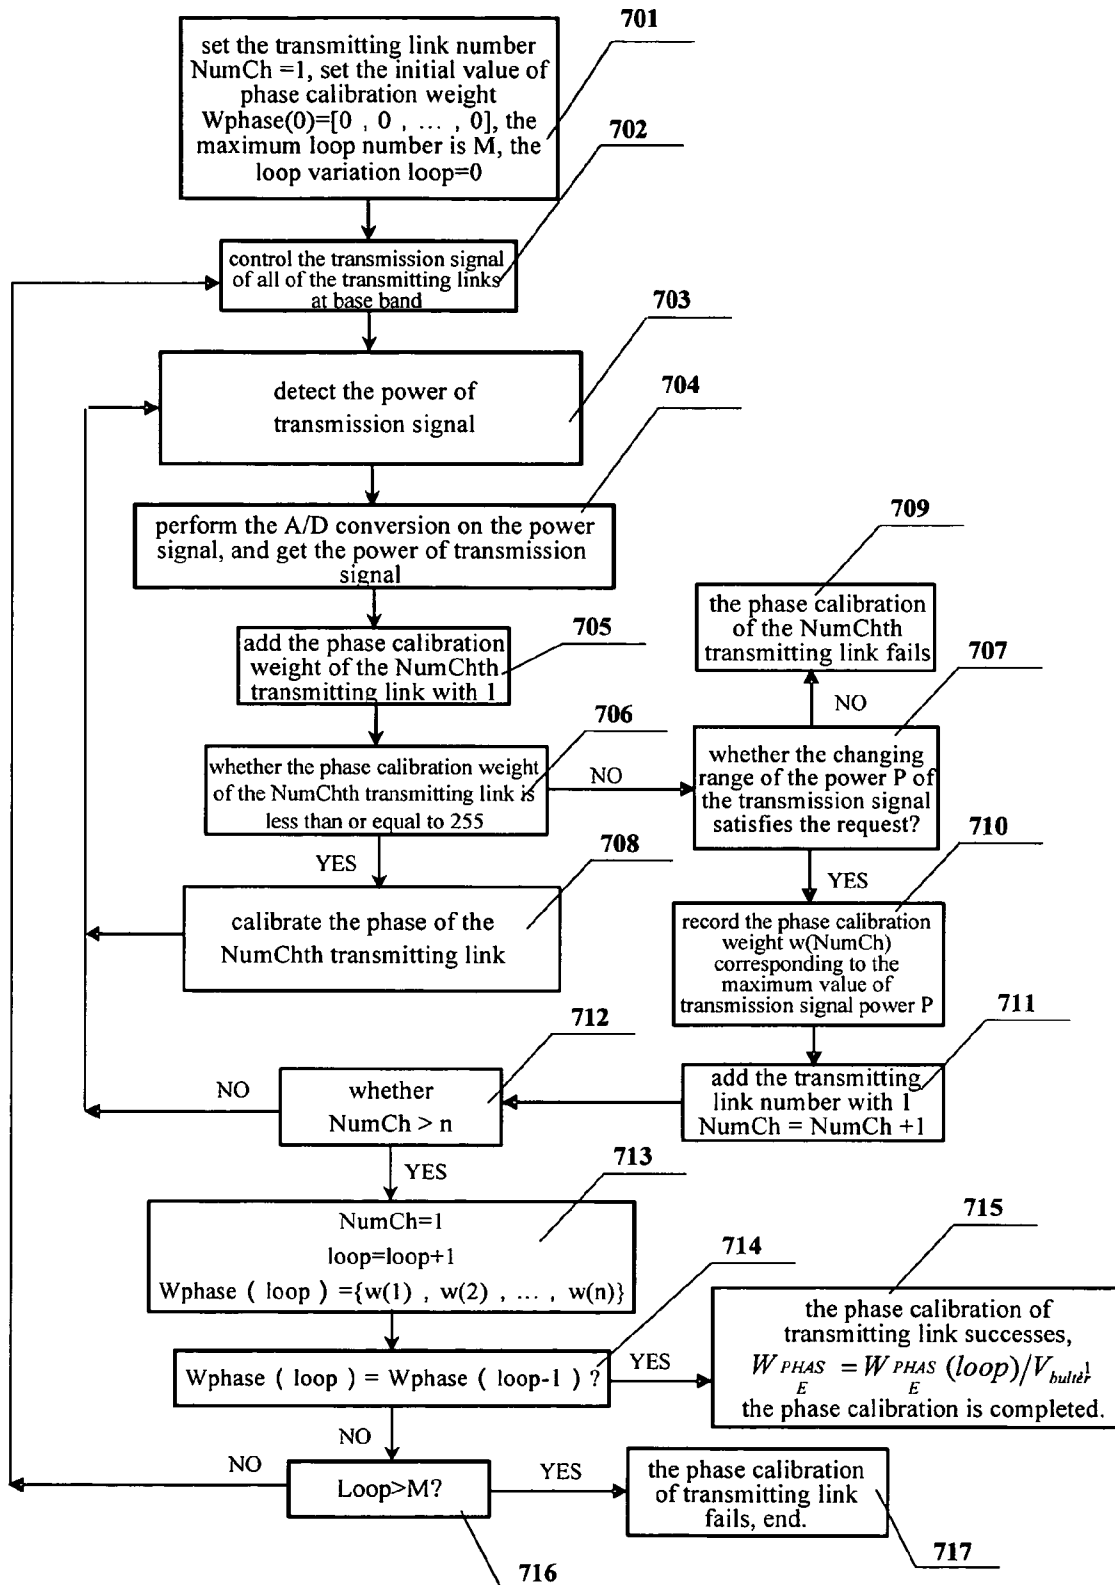 701
set the transmitting link number
NumCh =1, set the initial value of
phase calibration weight
Wphase(0)=[0 , 0 , … , 0], the
maximum loop number is M, the
loop variation loop=0
702
control the transmission signal
of all of the transmitting links
at base band
703
detect the power of
transmission signal
704
perform the A/D conversion on the power
signal, and get the power of transmission
signal
705
add the phase calibration
weight of the NumChth
transmitting link with 1
706
whether the phase calibration weight
of the NumChth transmitting link is
less than or equal to 255
NO
YES
707
whether the changing
range of the power P of
the transmission signal
satisfies the request?
NO
YES
709
the phase calibration
of the NumChth
transmitting link fails
708
calibrate the phase of the
NumChth transmitting link
710
record the phase calibration
weight w(NumCh)
corresponding to the
maximum value of
transmission signal power P
711
add the transmitting
link number with 1
NumCh = NumCh +1
712
whether
NumCh > n
NO
YES
713
NumCh=1
loop=loop+1
Wphase ( loop ) ={w(1) , w(2) , … , w(n)}
714
Wphase ( loop ) = Wphase ( loop-1 ) ?
YES
NO
715
the phase calibration of
transmitting link successes,
W PHAS E = W PHAS E (loop)/V bulter 1
the phase calibration is completed.
716
Loop>M?
NO
YES
717
the phase calibration
of transmitting link
fails, end.